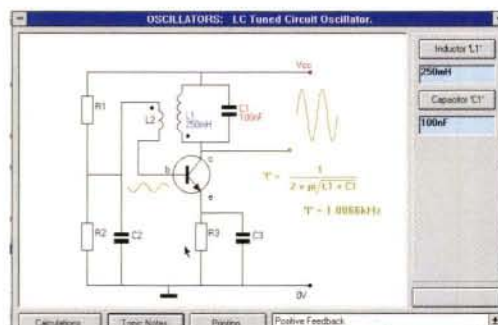 OSCILLATORS: LC Tuned Circuit Oscillator.
Vcc
Inductor 'L1'
250mH
Capacitor 'C1'
100nF
R1
L2
L1
250mH
C1
100nF
c
b
e
'f' = 1
2 × pi √(L1 × C1)
'f' = 1.0066kHz
R2
C2
R3
C3
0V
Calculations
Topic Notes
Printing
Positive Feedback